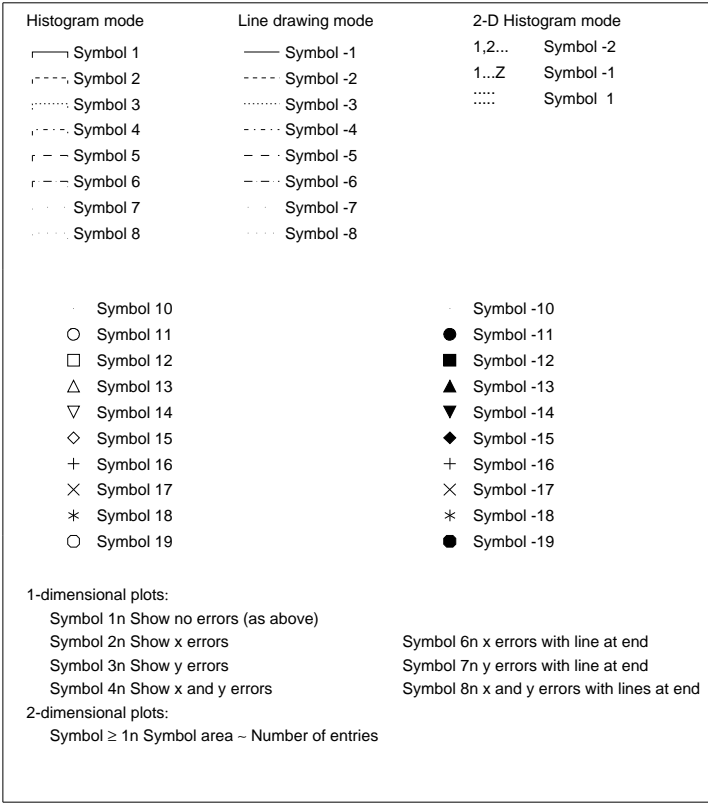 Histogram mode Line drawing mode 2-D Histogram mode
Symbol 1 Symbol -1 1,2... Symbol -2
Symbol 2 Symbol -2 1...Z Symbol -1
Symbol 3 Symbol -3 Symbol 1
Symbol 4 Symbol -4
Symbol 5 Symbol -5
Symbol 6 Symbol -6
Symbol 7 Symbol -7
Symbol 8 Symbol -8
Symbol 10 Symbol -10
Symbol 11 Symbol -11
Symbol 12 Symbol -12
Symbol 13 Symbol -13
Symbol 14 Symbol -14
Symbol 15 Symbol -15
Symbol 16 Symbol -16
Symbol 17 Symbol -17
Symbol 18 Symbol -18
Symbol 19 Symbol -19
1-dimensional plots:
Symbol 1n Show no errors (as above)
Symbol 2n Show x errors Symbol 6n x errors with line at end
Symbol 3n Show y errors Symbol 7n y errors with line at end
Symbol 4n Show x and y errors Symbol 8n x and y errors with lines at end
2-dimensional plots:
Symbol ≥ 1n Symbol area ~ Number of entries